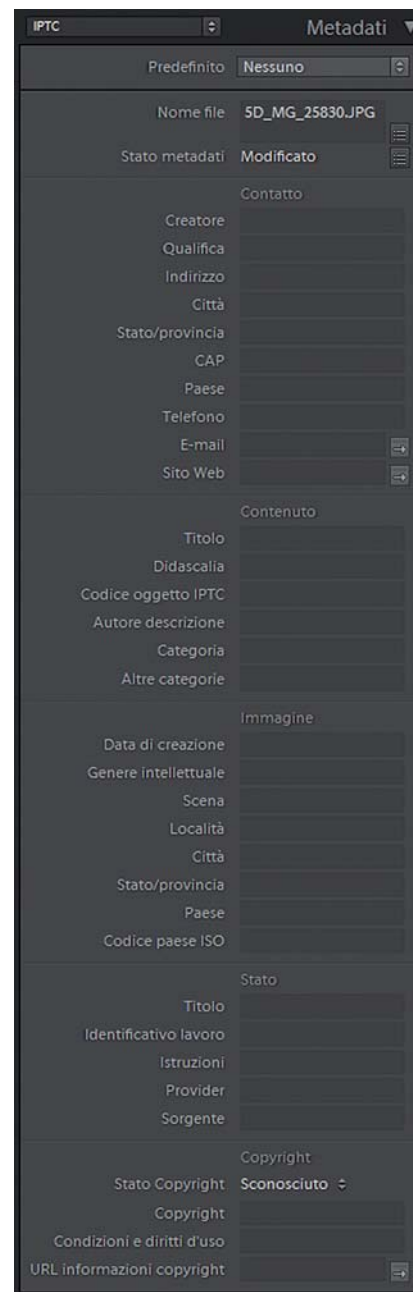 IPTC Metadati
Predefinito Nessuno
Nome file 5D_MG_25830.JPG
Stato metadati Modificato
Contatto
Creatore
Qualifica
Indirizzo
Città
Stato/provincia
CAP
Paese
Telefono
E-mail
Sito Web
Contenuto
Titolo
Didascalia
Codice oggetto IPTC
Autore descrizione
Categoria
Altre categorie
Immagine
Data di creazione
Genere intellettuale
Scena
Località
Città
Stato/provincia
Paese
Codice paese ISO
Stato
Titolo
Identificativo lavoro
Istruzioni
Provider
Sorgente
Copyright
Stato Copyright Sconosciuto
Copyright
Condizioni e diritti d'uso
URL informazioni copyright